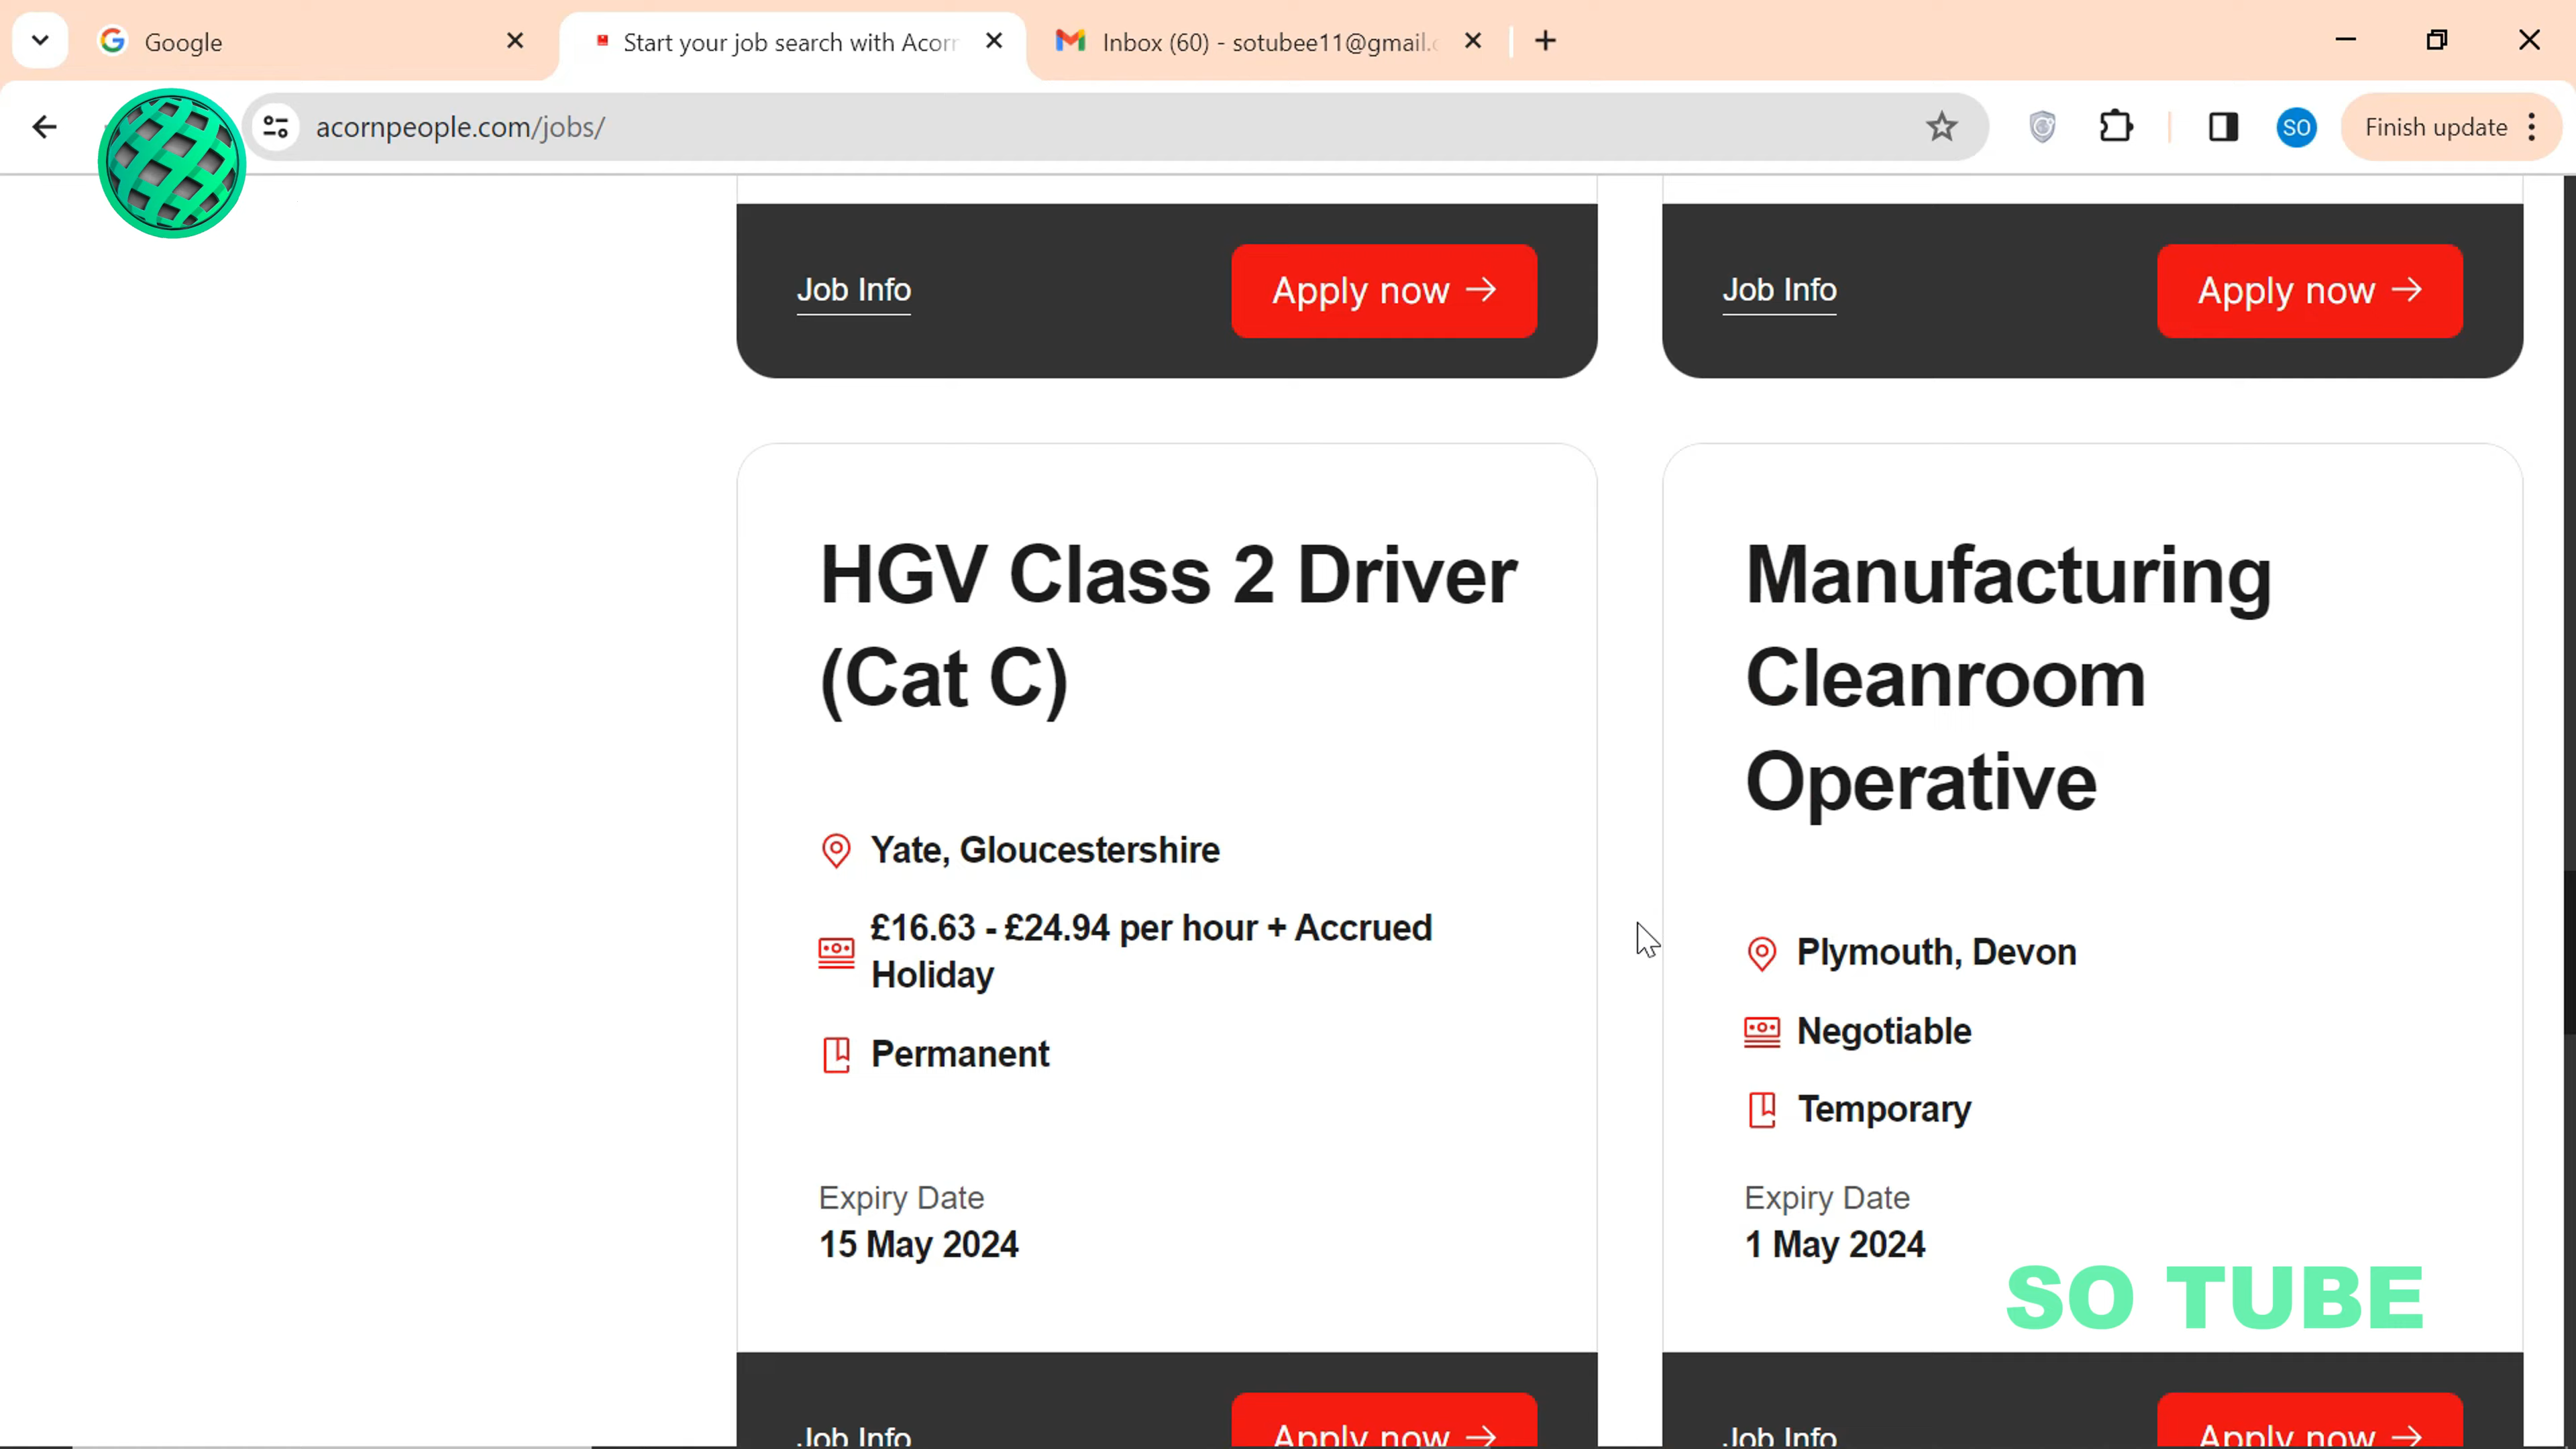 Google
Start your job search with Acorn
Inbox (60) - sotubee11@gmail.
acornpeople.com/jobs/
SO
Finish update
Job Info
Apply now →
Job Info
Apply now →
HGV Class 2 Driver
(Cat C)
Yate, Gloucestershire
£16.63 - £24.94 per hour + Accrued
Holiday
Permanent
Expiry Date
15 May 2024
Manufacturing
Cleanroom
Operative
Plymouth, Devon
Negotiable
Temporary
Expiry Date
1 May 2024
SO TUBE
Job Info
Apply now →
Job Info
Apply now →